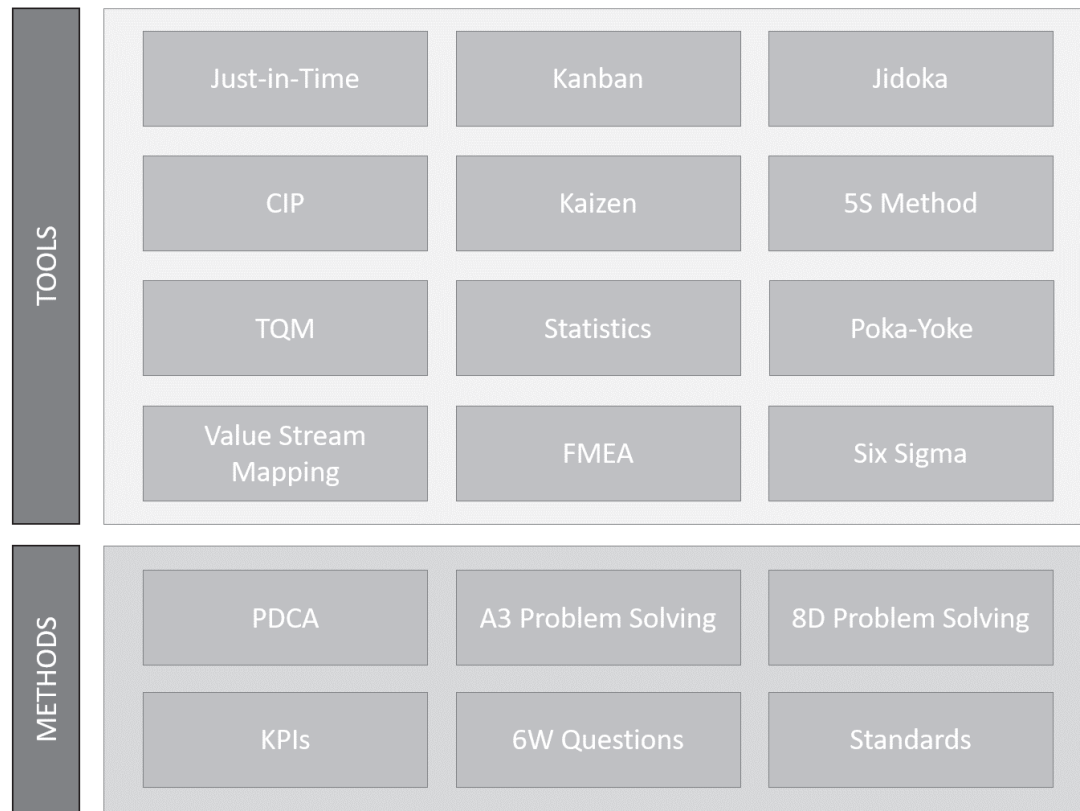 TOOLS
Just-in-Time
Kanban
Jidoka
CIP
Kaizen
5S Method
TQM
Statistics
Poka-Yoke
Value Stream
Mapping
FMEA
Six Sigma
METHODS
PDCA
A3 Problem Solving
8D Problem Solving
KPIs
6W Questions
Standards